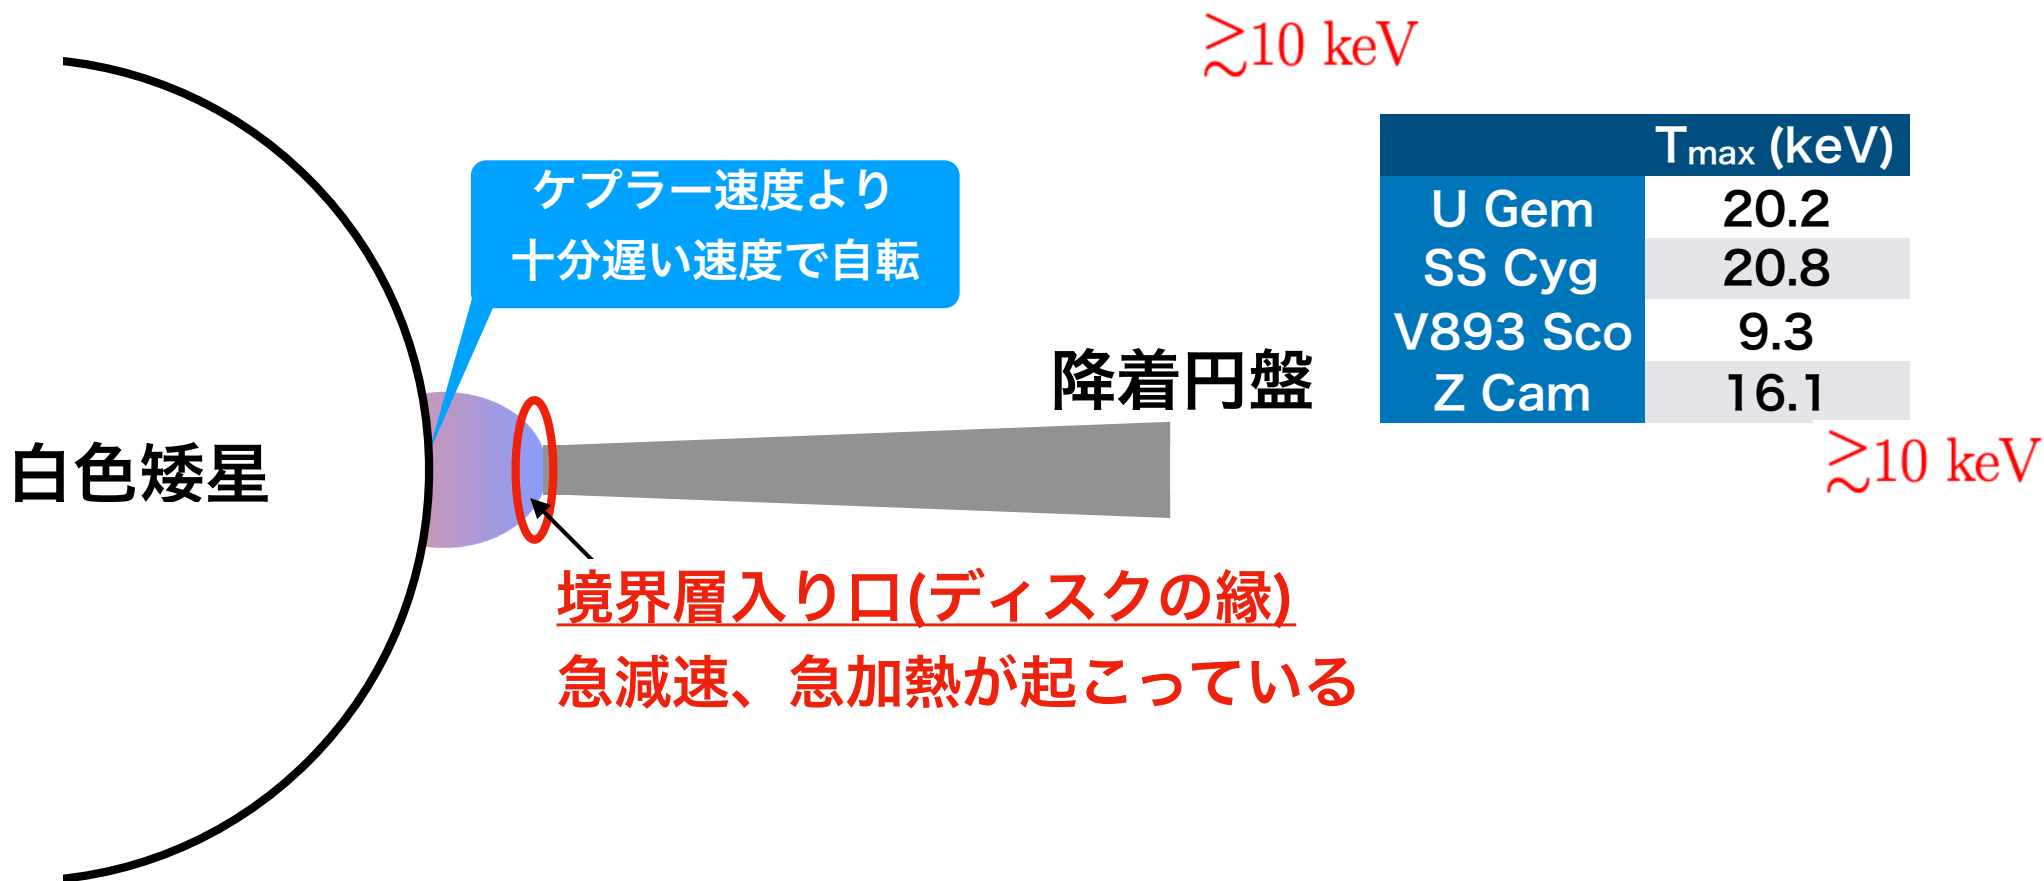 ≳10 keV
ケプラー速度より
十分遅い速度で自転
Tmax (keV)
U Gem 20.2
SS Cyg 20.8
V893 Sco 9.3
Z Cam 16.1
≳10 keV
降着円盤
白色矮星
境界層入り口(ディスクの縁)
急減速、急加熱が起こっている